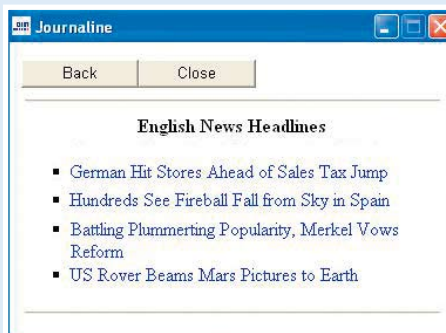 Journaline
Back Close
English News Headlines
German Hit Stores Ahead of Sales Tax Jump
Hundreds See Fireball Fall from Sky in Spain
Battling Plummerting Popularity, Merkel Vows
Reform
US Rover Beams Mars Pictures to Earth